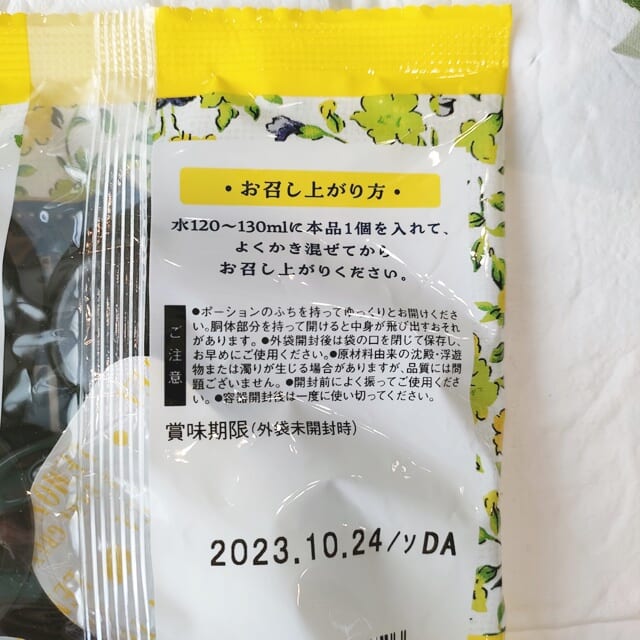 ・お召し上がり方・
水120～130mlに本品1個を入れて、
よくかき混ぜてから
お召し上がりください。
ご注意
●ポーションのふちを持ってゆっくりとお開けくださ
い。胴体部分を持って開けると中身が飛び出すおそれ
があります。●外袋開封後は袋の口を閉じて保存し、
お早めにご使用ください。●原材料由来の沈殿・浮遊
物または濁りが生じる場合がありますが、品質には問
題ございません。●開封前によく振ってご使用くださ
い。●容器開封後は一度に使い切ってください。
賞味期限(外袋未開封時)
2023.10.24/ソDA